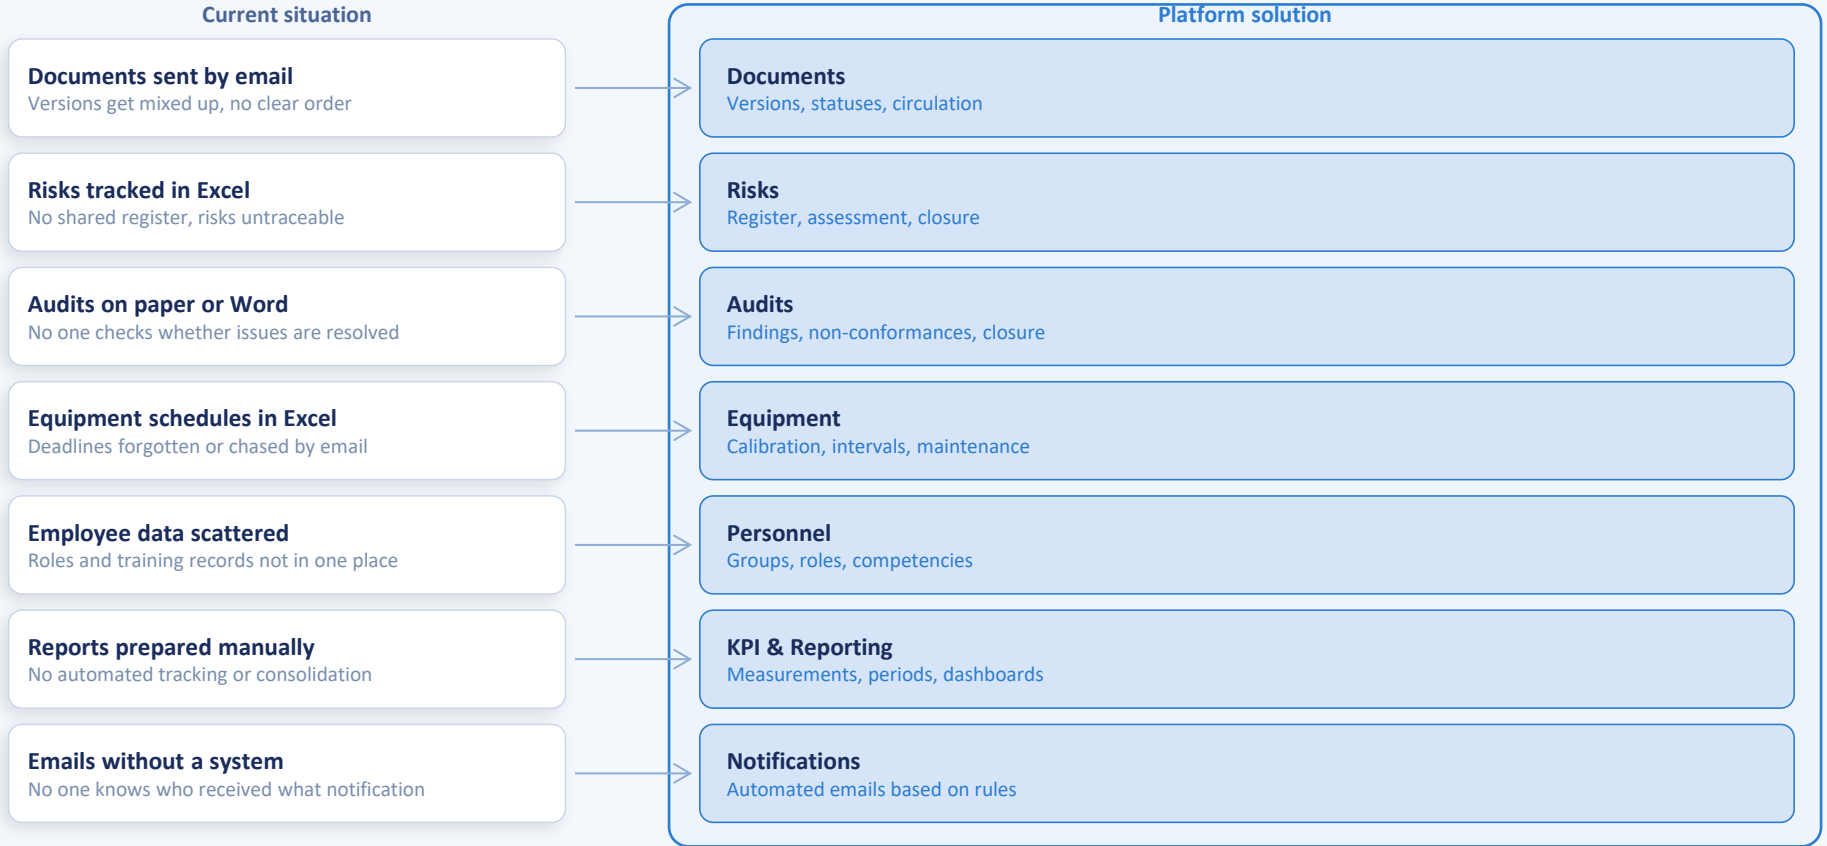 Current situation
Platform solution
Documents sent by email
Versions get mixed up, no clear order
Documents
Versions, statuses, circulation
Risks tracked in Excel
No shared register, risks untraceable
Risks
Register, assessment, closure
Audits on paper or Word
No one checks whether issues are resolved
Audits
Findings, non-conformances, closure
Equipment schedules in Excel
Deadlines forgotten or chased by email
Equipment
Calibration, intervals, maintenance
Employee data scattered
Roles and training records not in one place
Personnel
Groups, roles, competencies
Reports prepared manually
No automated tracking or consolidation
KPI & Reporting
Measurements, periods, dashboards
Emails without a system
No one knows who received what notification
Notifications
Automated emails based on rules